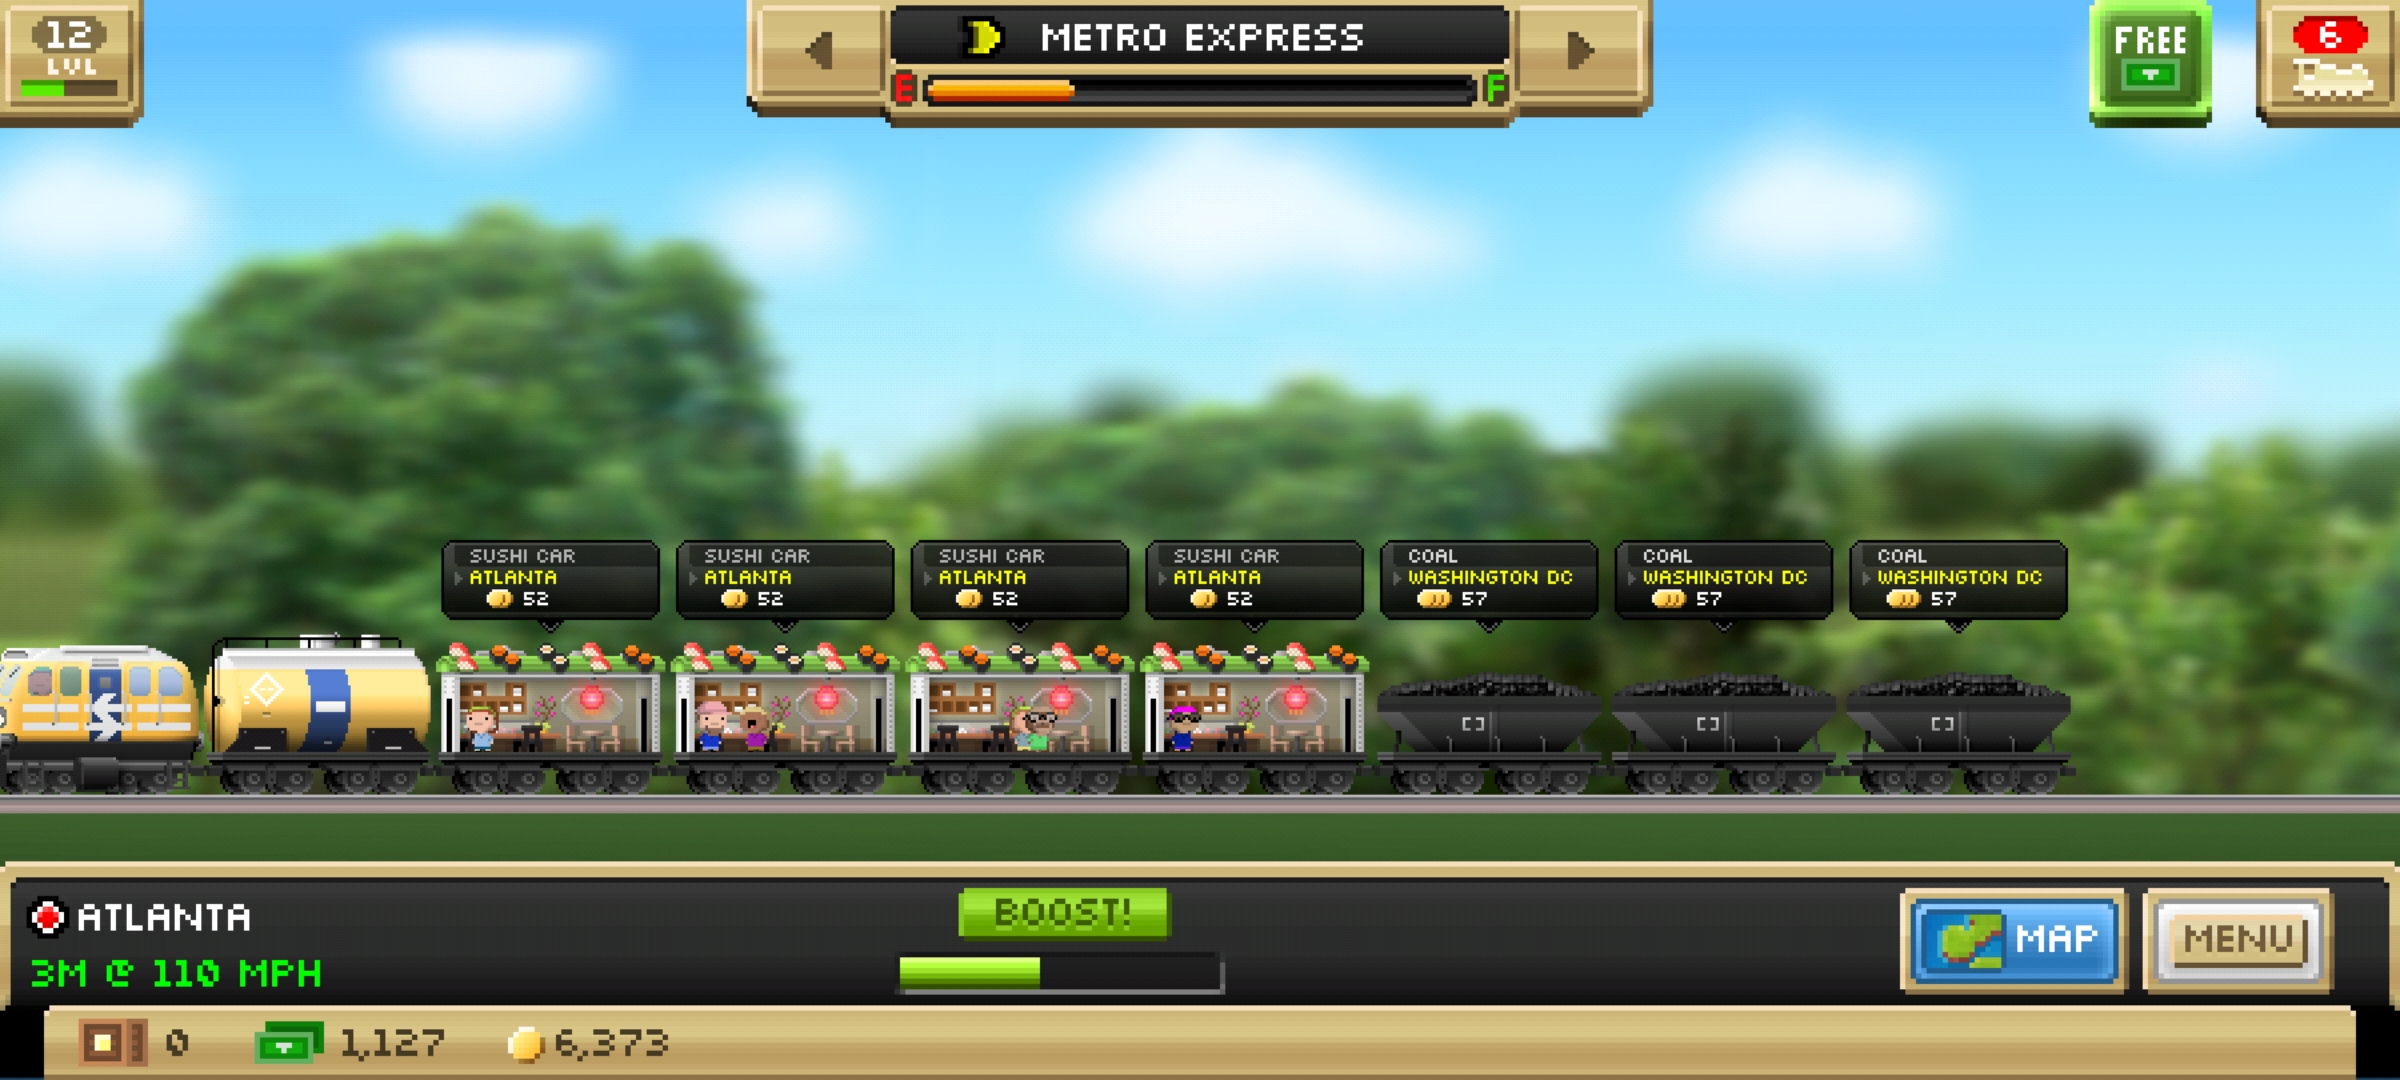 12
LVL
METRO EXPRESS
E F
FREE
6
SUSHI CAR
ATLANTA
52
SUSHI CAR
ATLANTA
52
SUSHI CAR
ATLANTA
52
SUSHI CAR
ATLANTA
52
COAL
WASHINGTON DC
57
COAL
WASHINGTON DC
57
COAL
WASHINGTON DC
57
ATLANTA
3M @ 110 MPH
BOOST!
MAP
MENU
0
1,127
6,373